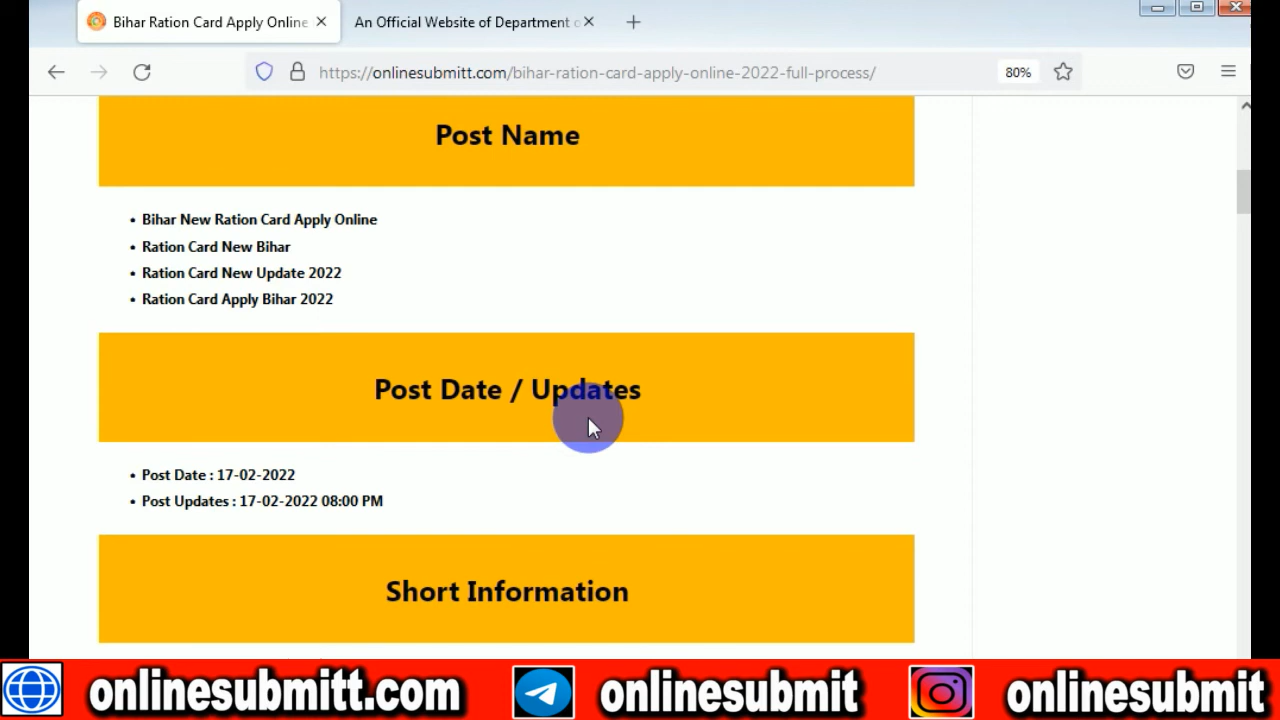 Bihar Ration Card Apply Online
An Official Website of Department o
https://onlinesubmitt.com/bihar-ration-card-apply-online-2022-full-process/
80%
Post Name
• Bihar New Ration Card Apply Online
• Ration Card New Bihar
• Ration Card New Update 2022
• Ration Card Apply Bihar 2022
Post Date / Updates
• Post Date : 17-02-2022
• Post Updates : 17-02-2022 08:00 PM
Short Information
onlinesubmitt.com onlinesubmit onlinesubmit